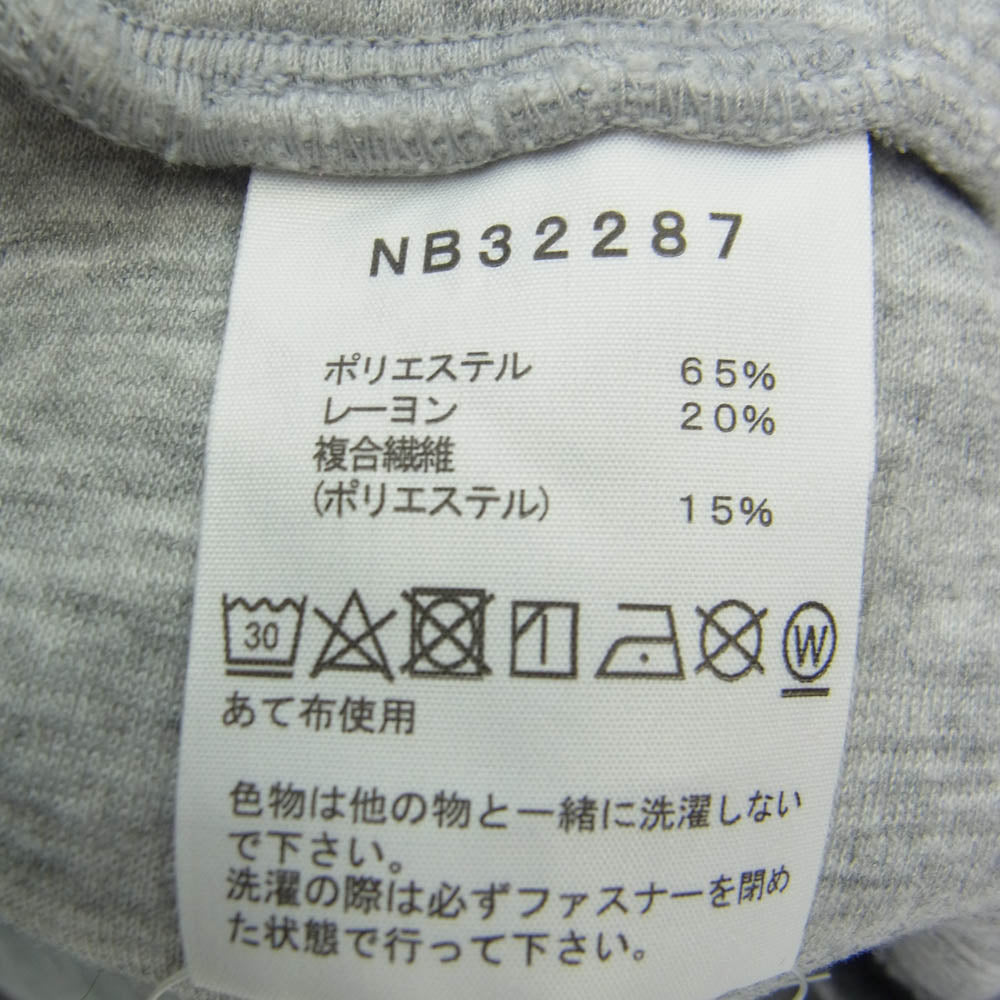 NB32287
ポリエステル 65%
レーヨン 20%
複合繊維
(ポリエステル) 15%
30 W
あて布使用
色物は他の物と一緒に洗濯しない
で下さい。
洗濯の際は必ずファスナーを閉め
た状態で行って下さい。